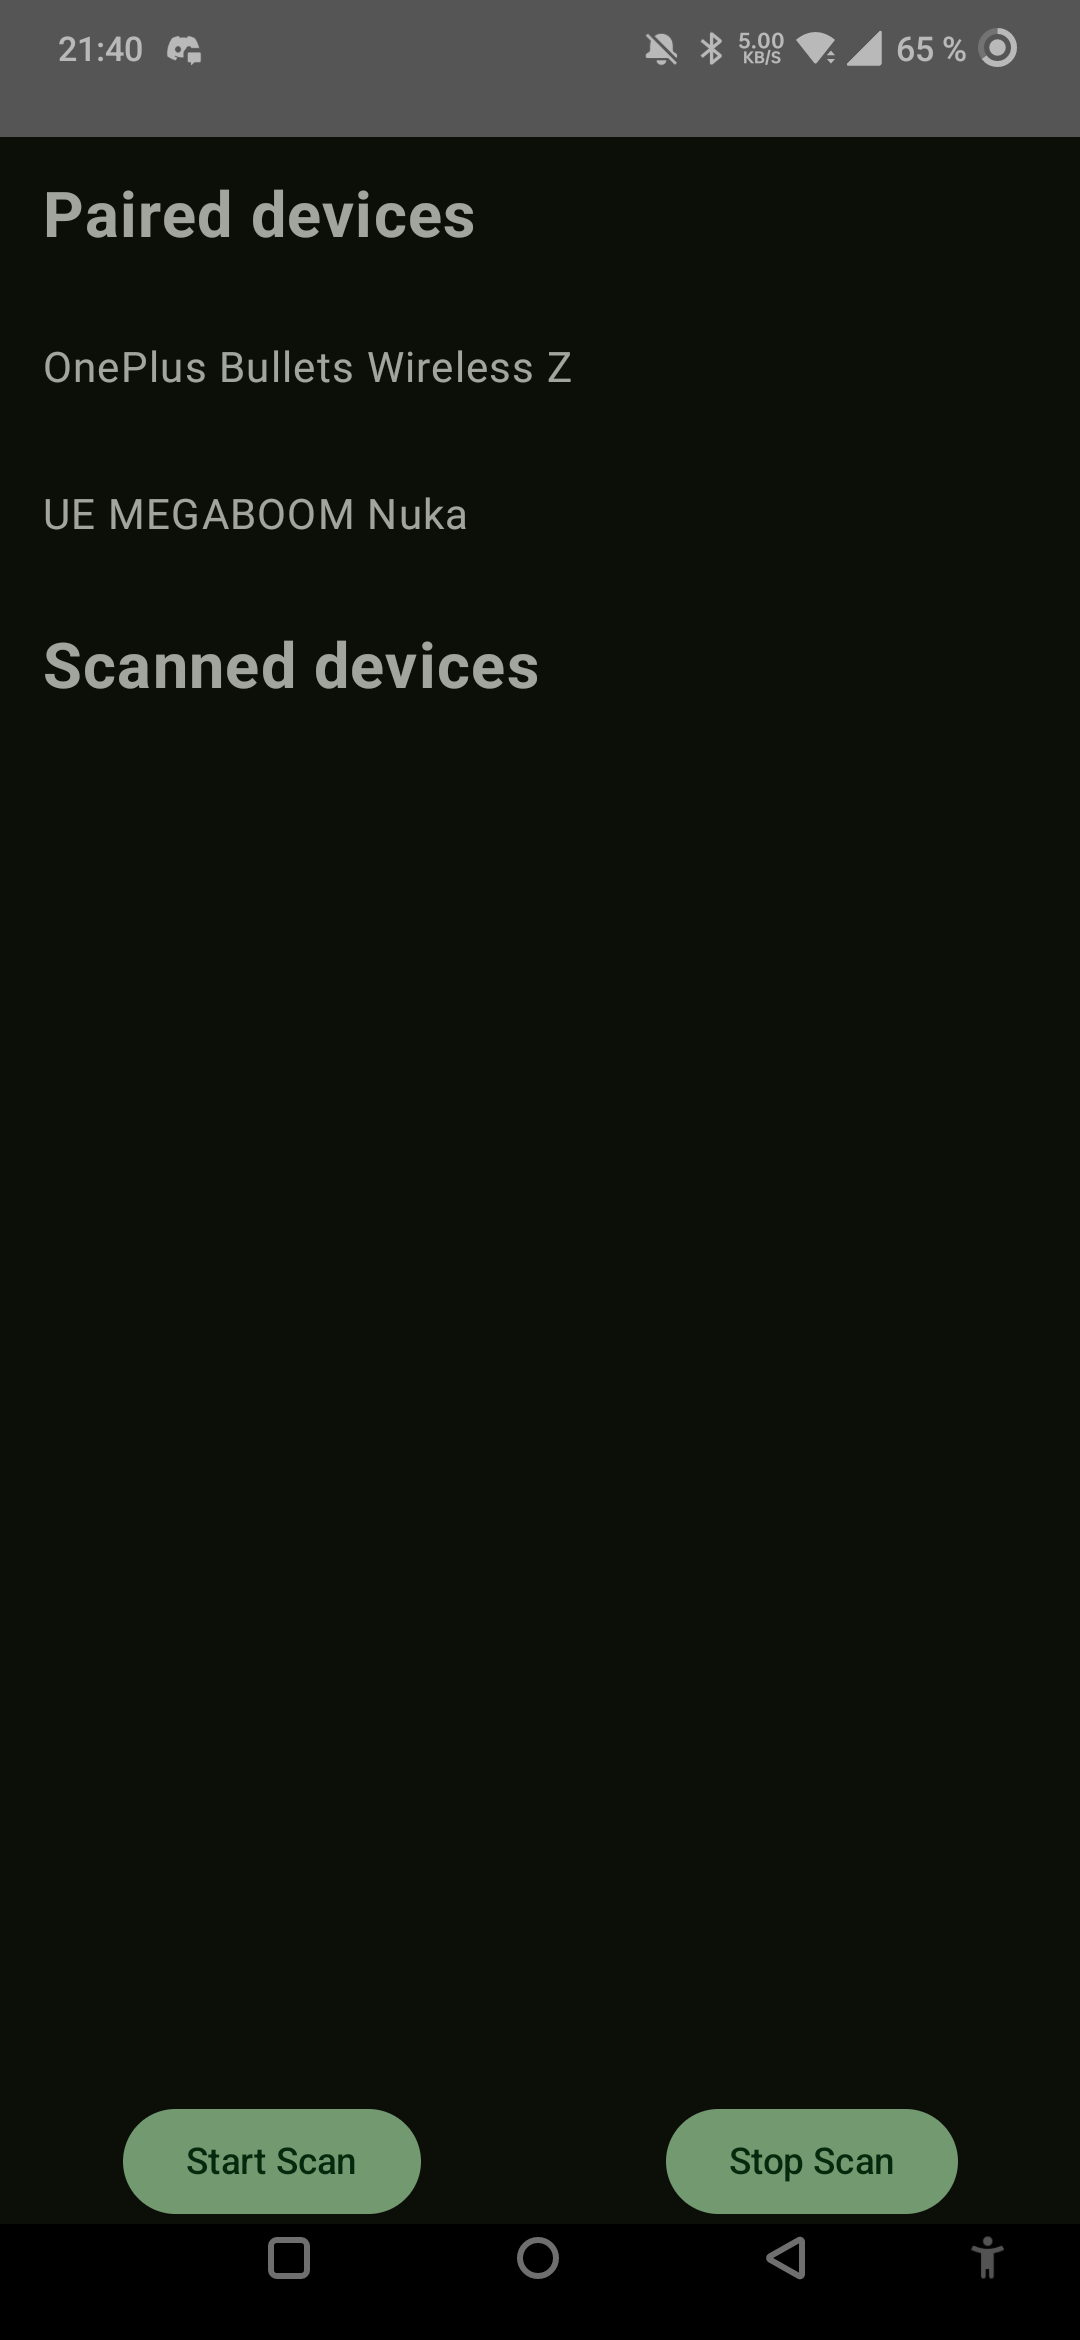 21:40 5.00 KB/S 65 %
Paired devices
OnePlus Bullets Wireless Z
UE MEGABOOM Nuka
Scanned devices
Start Scan Stop Scan